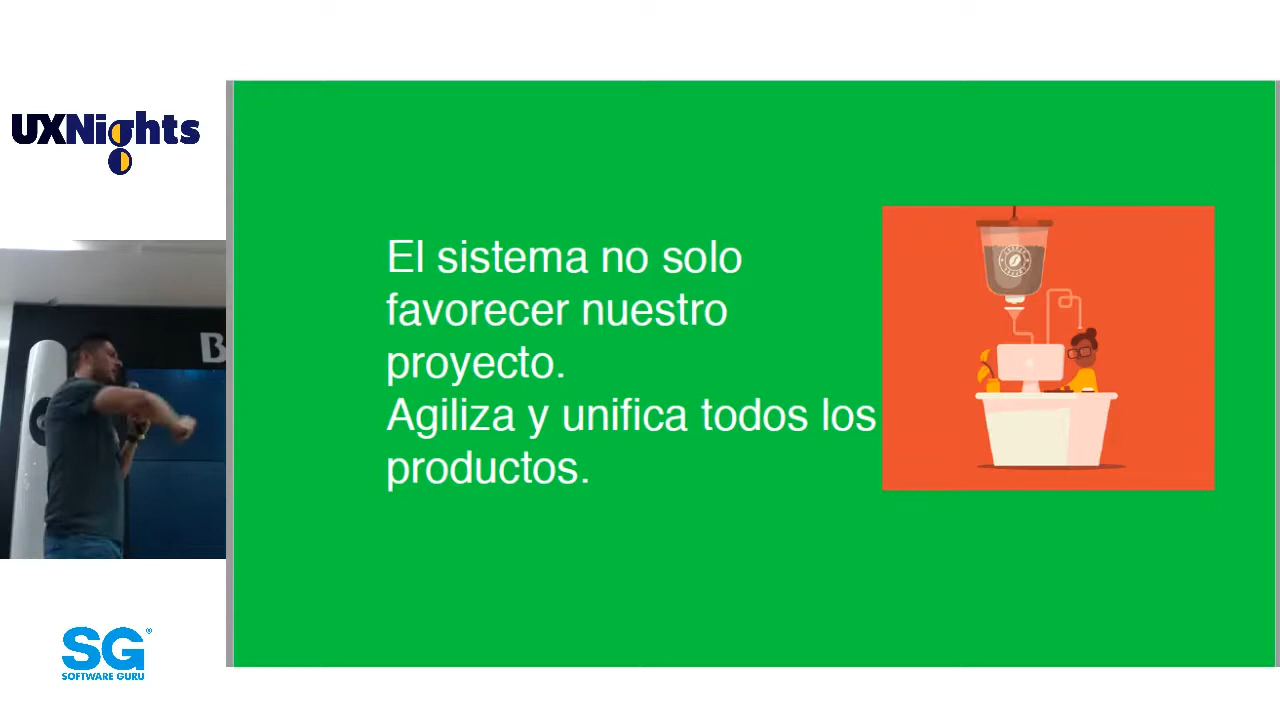 UXNights
El sistema no solo
favorecer nuestro
proyecto.
Agiliza y unifica todos los
productos.
B
SG®
SOFTWARE GURU